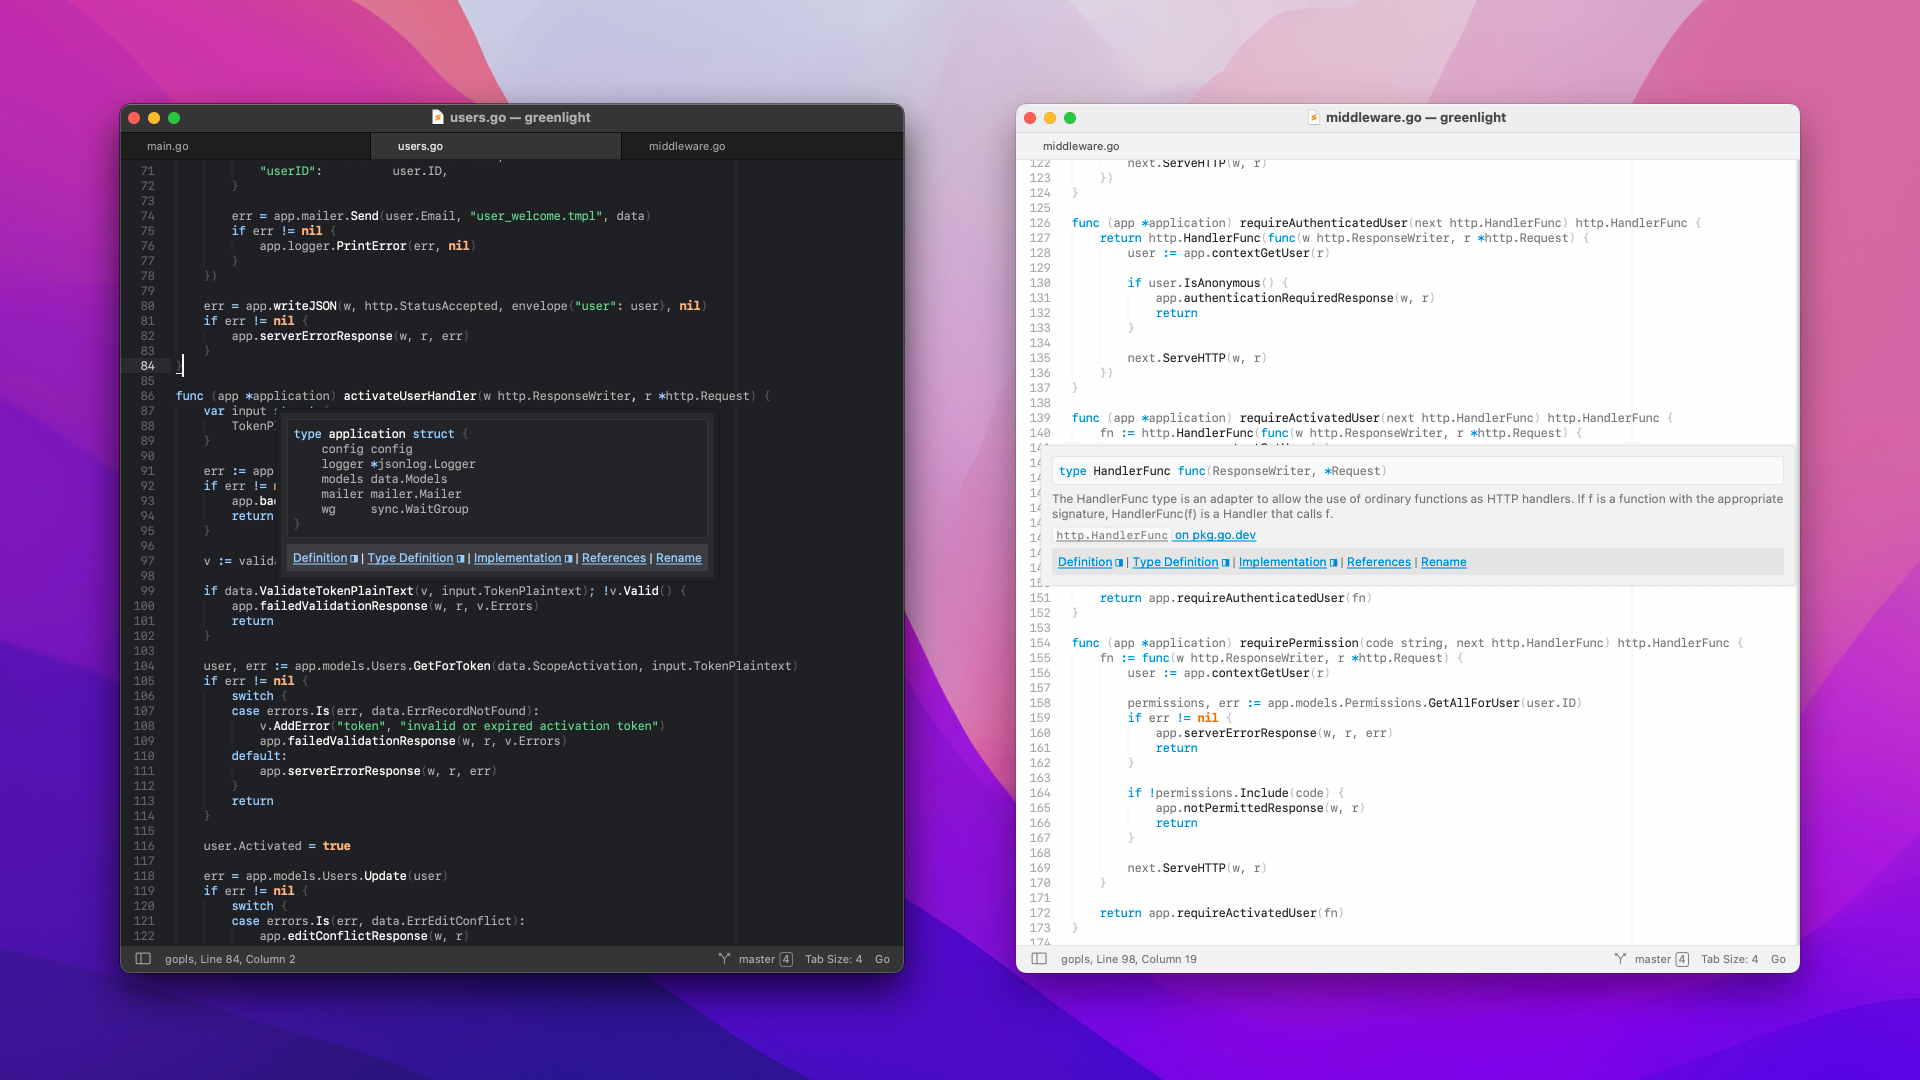 users.go — greenlight
main.go
users.go
middleware.go
71 "userID": user.ID,
72 }
73
74 err = app.mailer.Send(user.Email, "user_welcome.tmpl", data)
75 if err != nil {
76 app.logger.PrintError(err, nil)
77 }
78 })
79
80 err = app.writeJSON(w, http.StatusAccepted, envelope{"user": user}, nil)
81 if err != nil {
82 app.serverErrorResponse(w, r, err)
83 }
84 }
85
86 func (app *application) activateUserHandler(w http.ResponseWriter, r *http.Request) {
87 var input
88
89 }
90
91 err := app
92 if err !=
93
94 return
95 }
96
97 v :=
98
99 if data.ValidateTokenPlainText(v, input.TokenPlaintext); !v.Valid() {
100 app.failedValidationResponse(w, r, v.Errors)
101 return
102 }
103
104 user, err := app.models.Users.GetForToken(data.ScopeActivation, input.TokenPlaintext)
105 if err != nil {
106 switch {
107 case errors.Is(err, data.ErrRecordNotFound):
108 v.AddError("token", "invalid or expired activation token")
109 app.failedValidationResponse(w, r, v.Errors)
110 default:
111 app.serverErrorResponse(w, r, err)
112 }
113 return
114 }
115
116 user.Activated = true
117
118 err = app.models.Users.Update(user)
119 if err != nil {
120 switch {
121 case errors.Is(err, data.ErrEditConflict):
122 app.editConflictResponse(w, r)
type application struct {
config config
logger *jsonlog.Logger
models data.Models
mailer mailer.Mailer
wg sync.WaitGroup
}
Definition | Type Definition | Implementation | References | Rename
gopls, Line 84, Column 2
master 4 Tab Size: 4 Go
middleware.go — greenlight
middleware.go
122 next.ServeHTTP(w, r)
123 })
124 }
125
126 func (app *application) requireAuthenticatedUser(next http.HandlerFunc) http.HandlerFunc {
127 return http.HandlerFunc(func(w http.ResponseWriter, r *http.Request) {
128 user := app.contextGetUser(r)
129
130 if user.IsAnonymous() {
131 app.authenticationRequiredResponse(w, r)
132 return
133 }
134
135 next.ServeHTTP(w, r)
136 })
137 }
138
139 func (app *application) requireActivatedUser(next http.HandlerFunc) http.HandlerFunc {
140 fn := http.HandlerFunc(func(w http.ResponseWriter, r *http.Request) {
type HandlerFunc func(ResponseWriter, *Request)
The HandlerFunc type is an adapter to allow the use of ordinary functions as HTTP handlers. If f is a function with the appropriate
signature, HandlerFunc(f) is a Handler that calls f.
http.HandlerFunc on pkg.go.dev
Definition | Type Definition | Implementation | References | Rename
151 return app.requireAuthenticatedUser(fn)
152 }
153
154 func (app *application) requirePermission(code string, next http.HandlerFunc) http.HandlerFunc {
155 fn := func(w http.ResponseWriter, r *http.Request) {
156 user := app.contextGetUser(r)
157
158 permissions, err := app.models.Permissions.GetAllForUser(user.ID)
159 if err != nil {
160 app.serverErrorResponse(w, r, err)
161 return
162 }
163
164 if !permissions.Include(code) {
165 app.notPermittedResponse(w, r)
166 return
167 }
168
169 next.ServeHTTP(w, r)
170 }
171
172 return app.requireActivatedUser(fn)
173 }
174
gopls, Line 98, Column 19
master 4 Tab Size: 4 Go